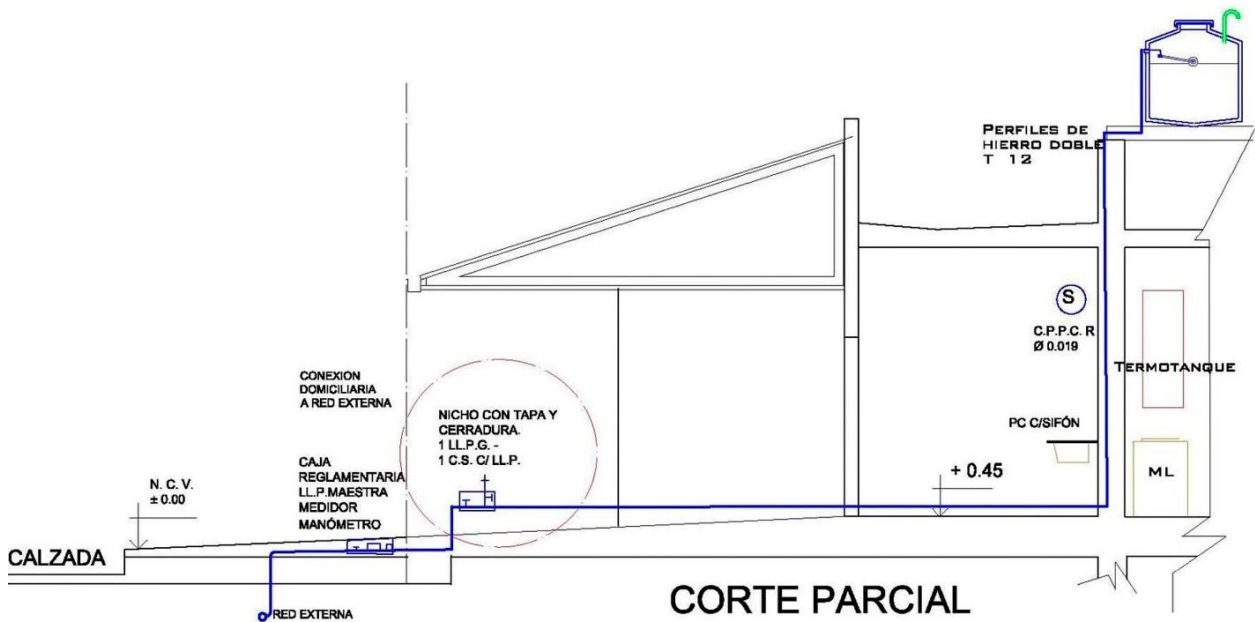 PERFILES DE
HIERRO DOBLE
T 12
S
C.P.P.C. R
Ø 0.019
TERMOTANQUE
CONEXION
DOMICILIARIA
A RED EXTERNA
NICHO CON TAPA Y
CERRADURA.
1 LL.P.G. -
1 C.S. C/ LL.P.
PC C/SIFÓN
CAJA
REGLAMENTARIA
LL.P.MAESTRA
MEDIDOR
MANÓMETRO
N. C. V.
± 0.00
+ 0.45
ML
CALZADA
RED EXTERNA
CORTE PARCIAL